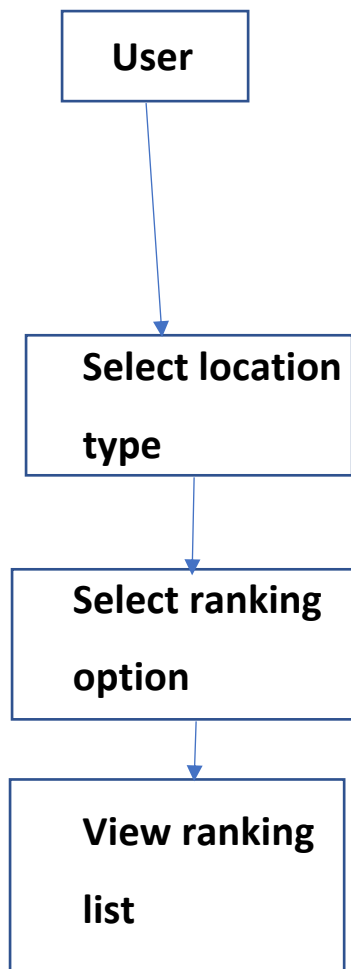 User
Select location
type
Select ranking
option
View ranking
list